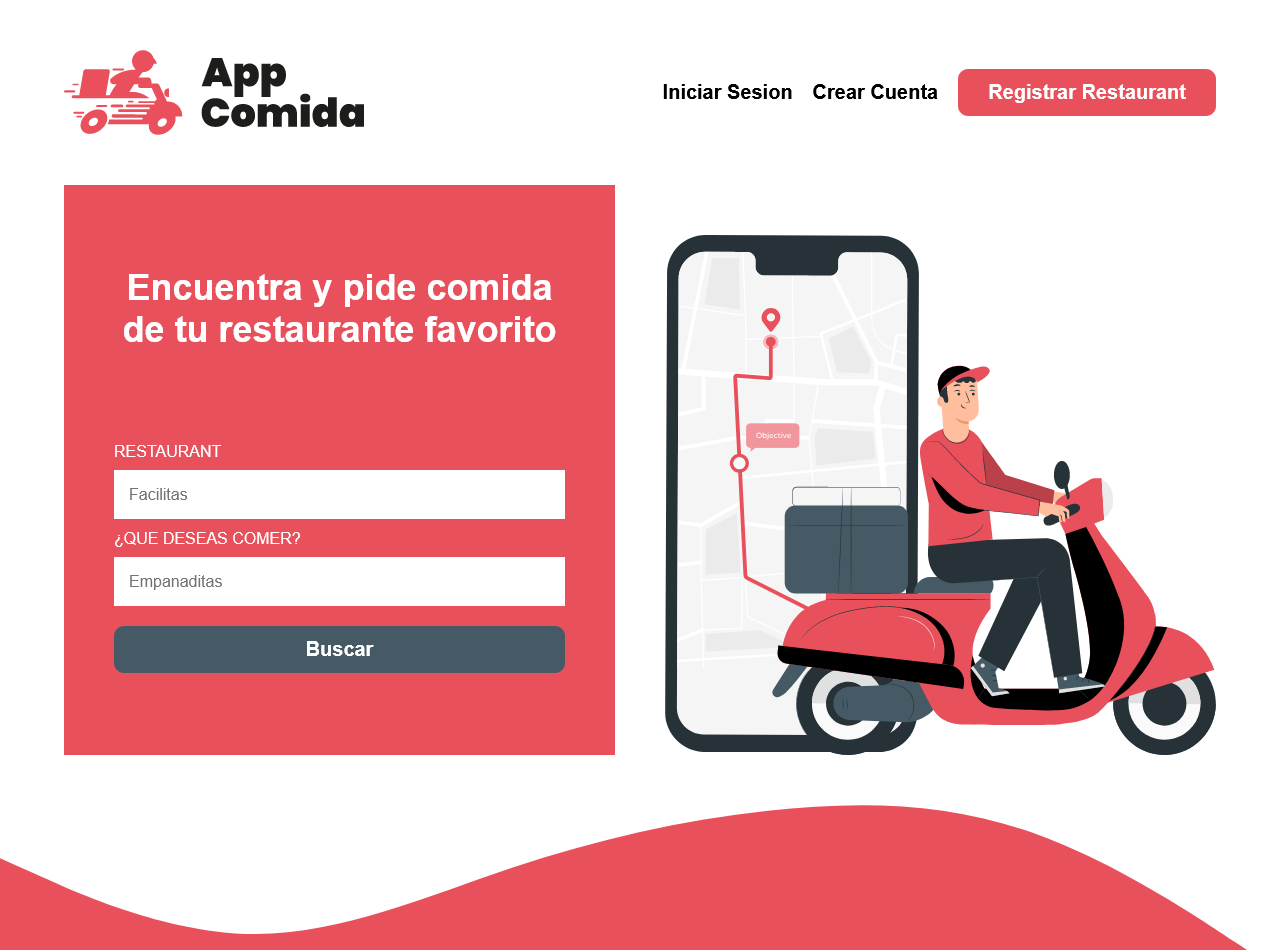 App
Comida
Iniciar Sesion
Crear Cuenta
Registrar Restaurant
Encuentra y pide comida
de tu restaurante favorito
RESTAURANT
Facilitas
¿QUE DESEAS COMER?
Empanaditas
Buscar
Objective